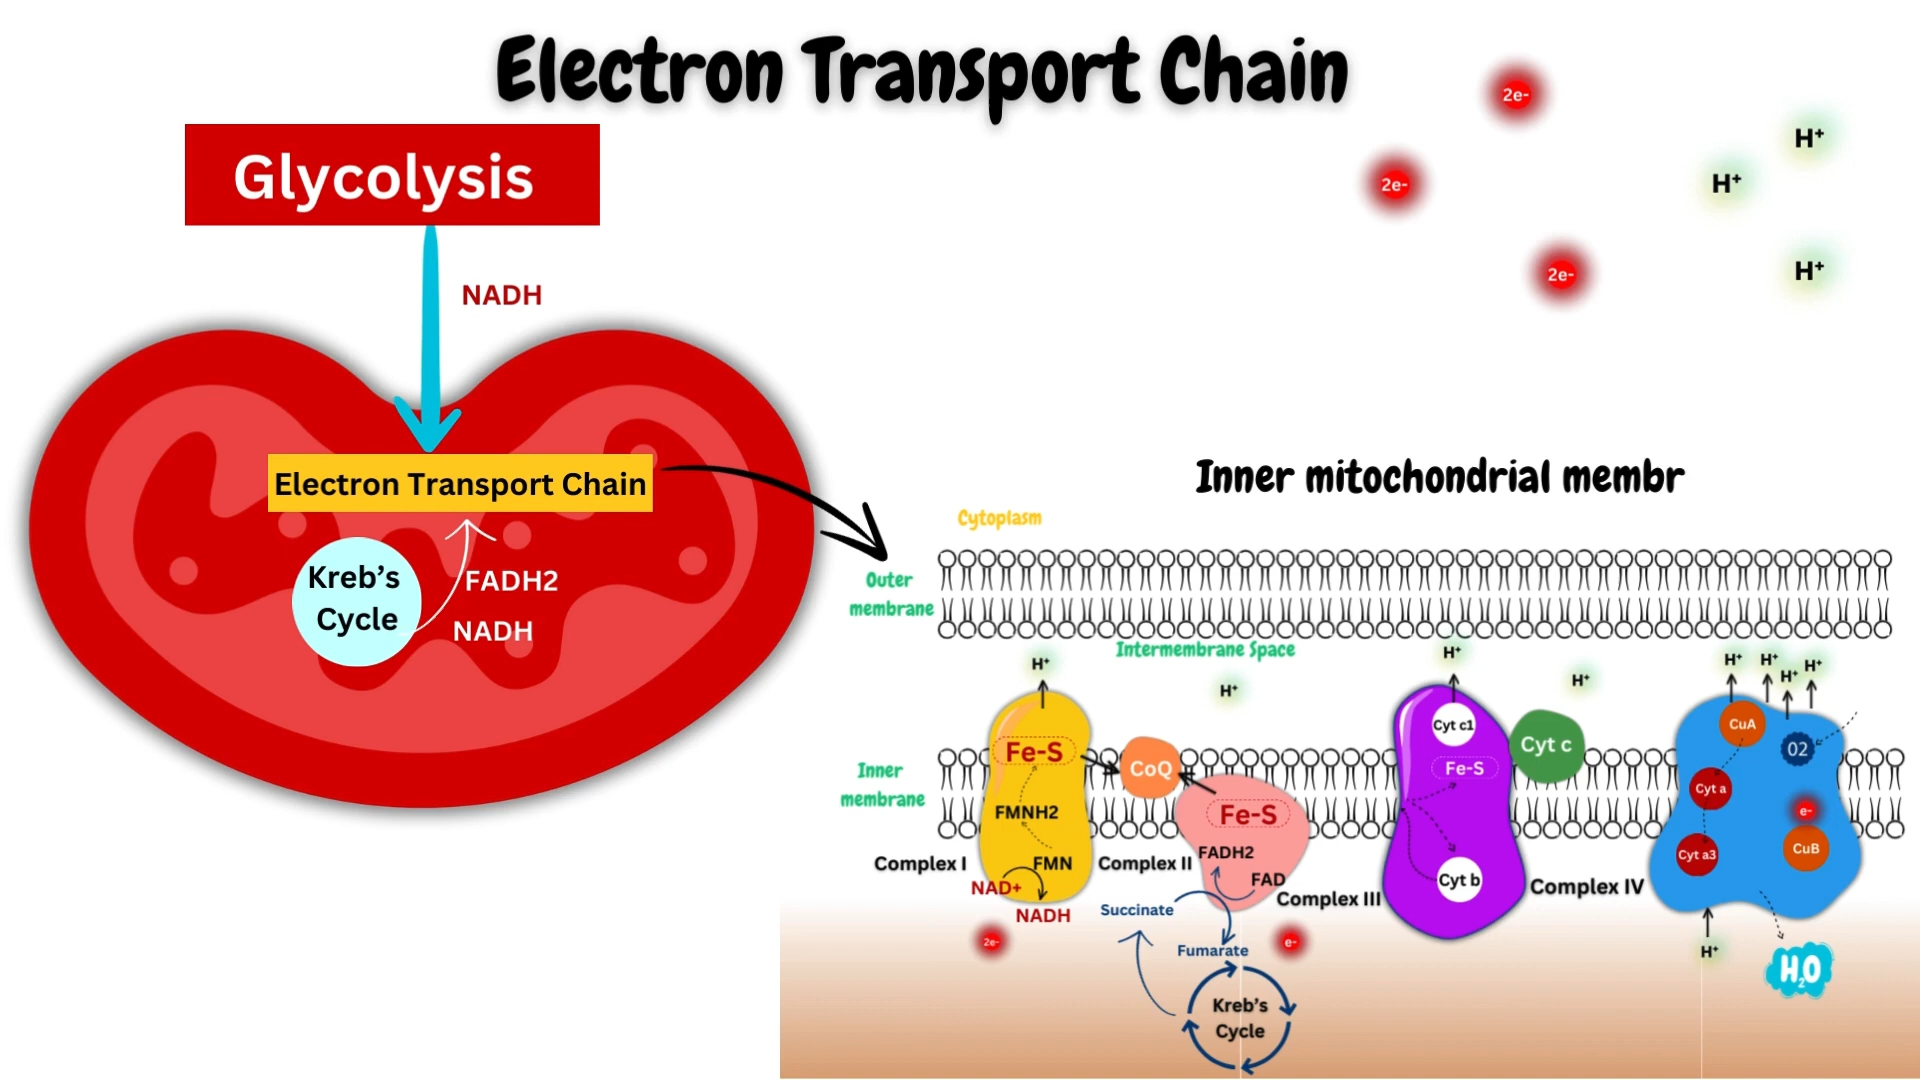 Electron Transport Chain
2e-
H⁺
Glycolysis
2e-
H⁺
2e-
H⁺
NADH
Electron Transport Chain
Kreb's
Cycle
FADH2
NADH
Inner mitochondrial membr
Cytoplasm
Outer
membrane
Intermembrane Space
H⁺
H⁺
H⁺
H⁺
H⁺
H⁺
H⁺
H⁺
Inner
membrane
Fe-S
FMNH2
FMN
NAD+
NADH
Complex I
2e-
CoQ
Complex II
Fe-S
FADH2
FAD
Succinate
Fumarate
e-
Kreb's
Cycle
Complex III
Cyt c1
Fe-S
Cyt b
Cyt c
Complex IV
CuA
O2
Cyt a
e-
Cyt a3
CuB
H⁺
H2O